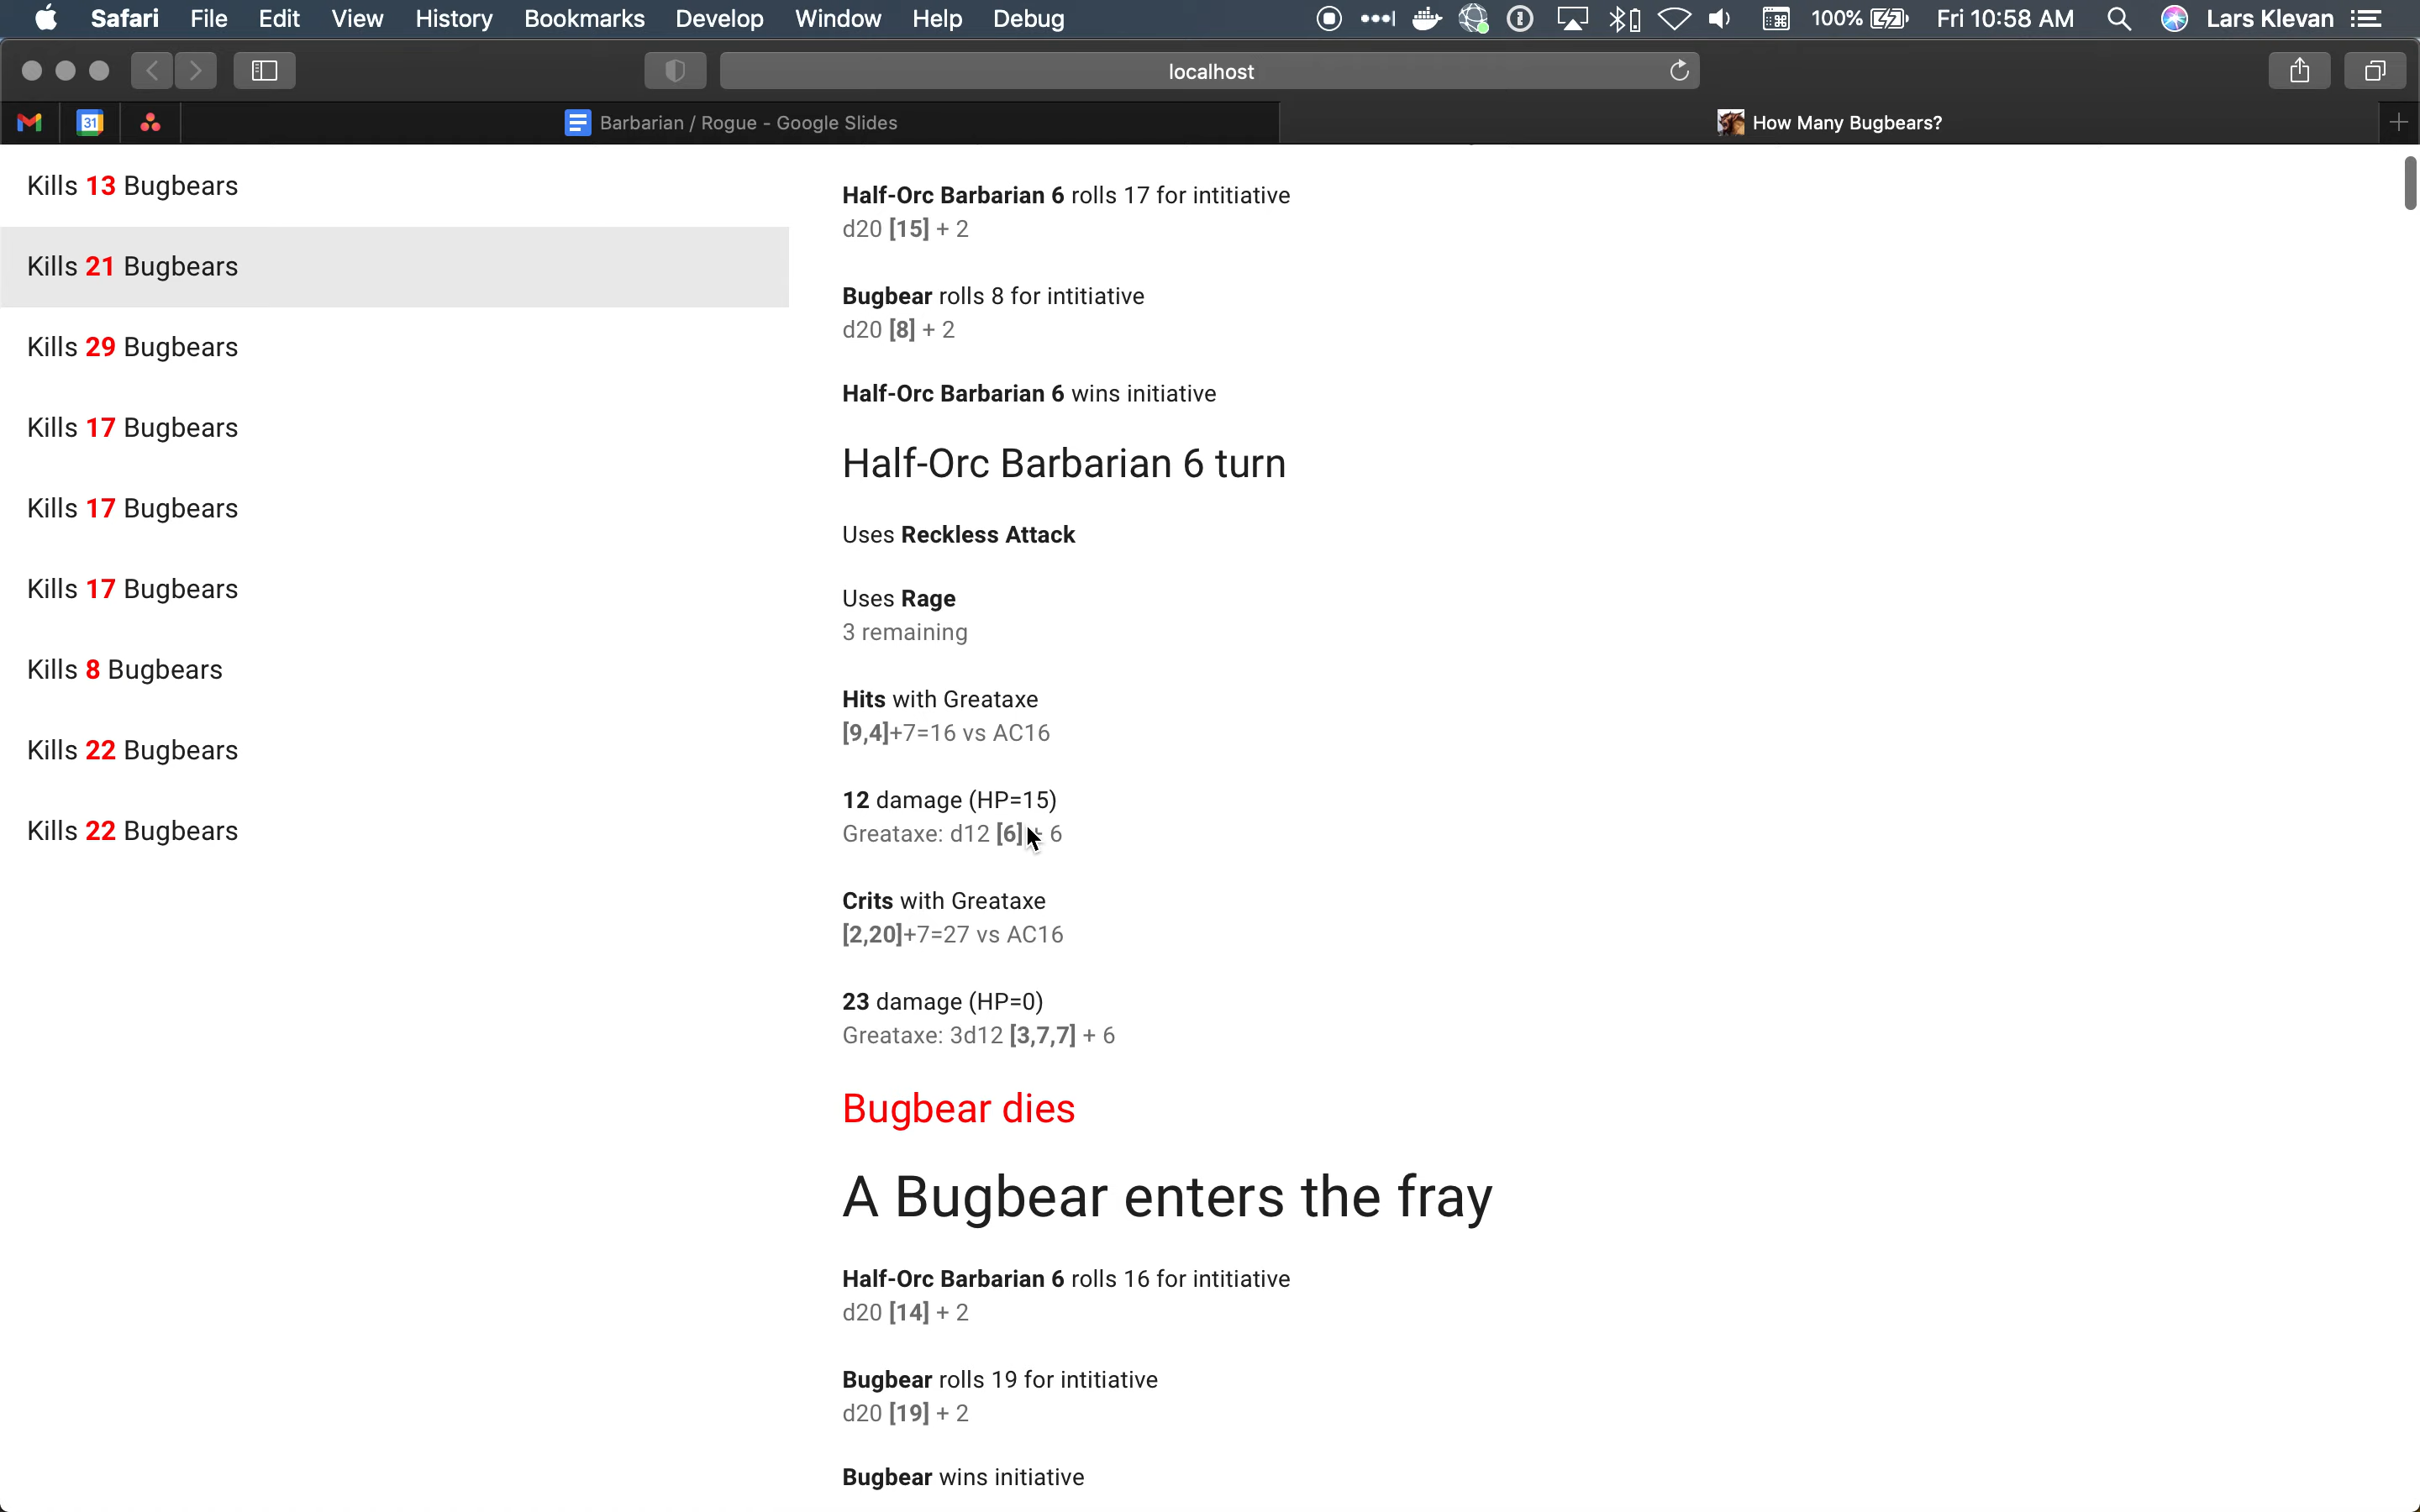 Safari File Edit View History Bookmarks Develop Window Help Debug 100% Fri 10:58 AM Lars Klevan
localhost
31 Barbarian / Rogue - Google Slides How Many Bugbears?
Kills 13 Bugbears
Kills 21 Bugbears
Kills 29 Bugbears
Kills 17 Bugbears
Kills 17 Bugbears
Kills 17 Bugbears
Kills 8 Bugbears
Kills 22 Bugbears
Kills 22 Bugbears
Half-Orc Barbarian 6 rolls 17 for intitiative
d20 [15] + 2
Bugbear rolls 8 for intitiative
d20 [8] + 2
Half-Orc Barbarian 6 wins initiative
Half-Orc Barbarian 6 turn
Uses Reckless Attack
Uses Rage
3 remaining
Hits with Greataxe
[9,4]+7=16 vs AC16
12 damage (HP=15)
Greataxe: d12 [6] + 6
Crits with Greataxe
[2,20]+7=27 vs AC16
23 damage (HP=0)
Greataxe: 3d12 [3,7,7] + 6
Bugbear dies
A Bugbear enters the fray
Half-Orc Barbarian 6 rolls 16 for intitiative
d20 [14] + 2
Bugbear rolls 19 for intitiative
d20 [19] + 2
Bugbear wins initiative